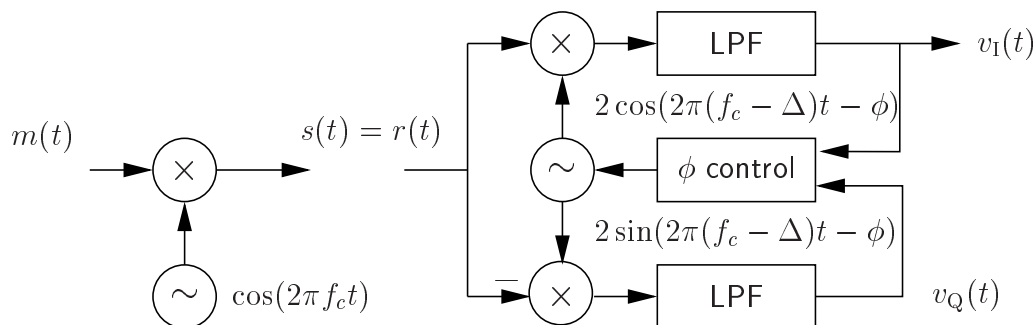 LPF
v_I(t)
2 cos(2π(f_c − Δ)t − ϕ)
m(t)
s(t) = r(t)
×
×
∼
ϕ control
2 sin(2π(f_c − Δ)t − ϕ)
∼
cos(2πf_ct)
−
×
LPF
v_Q(t)